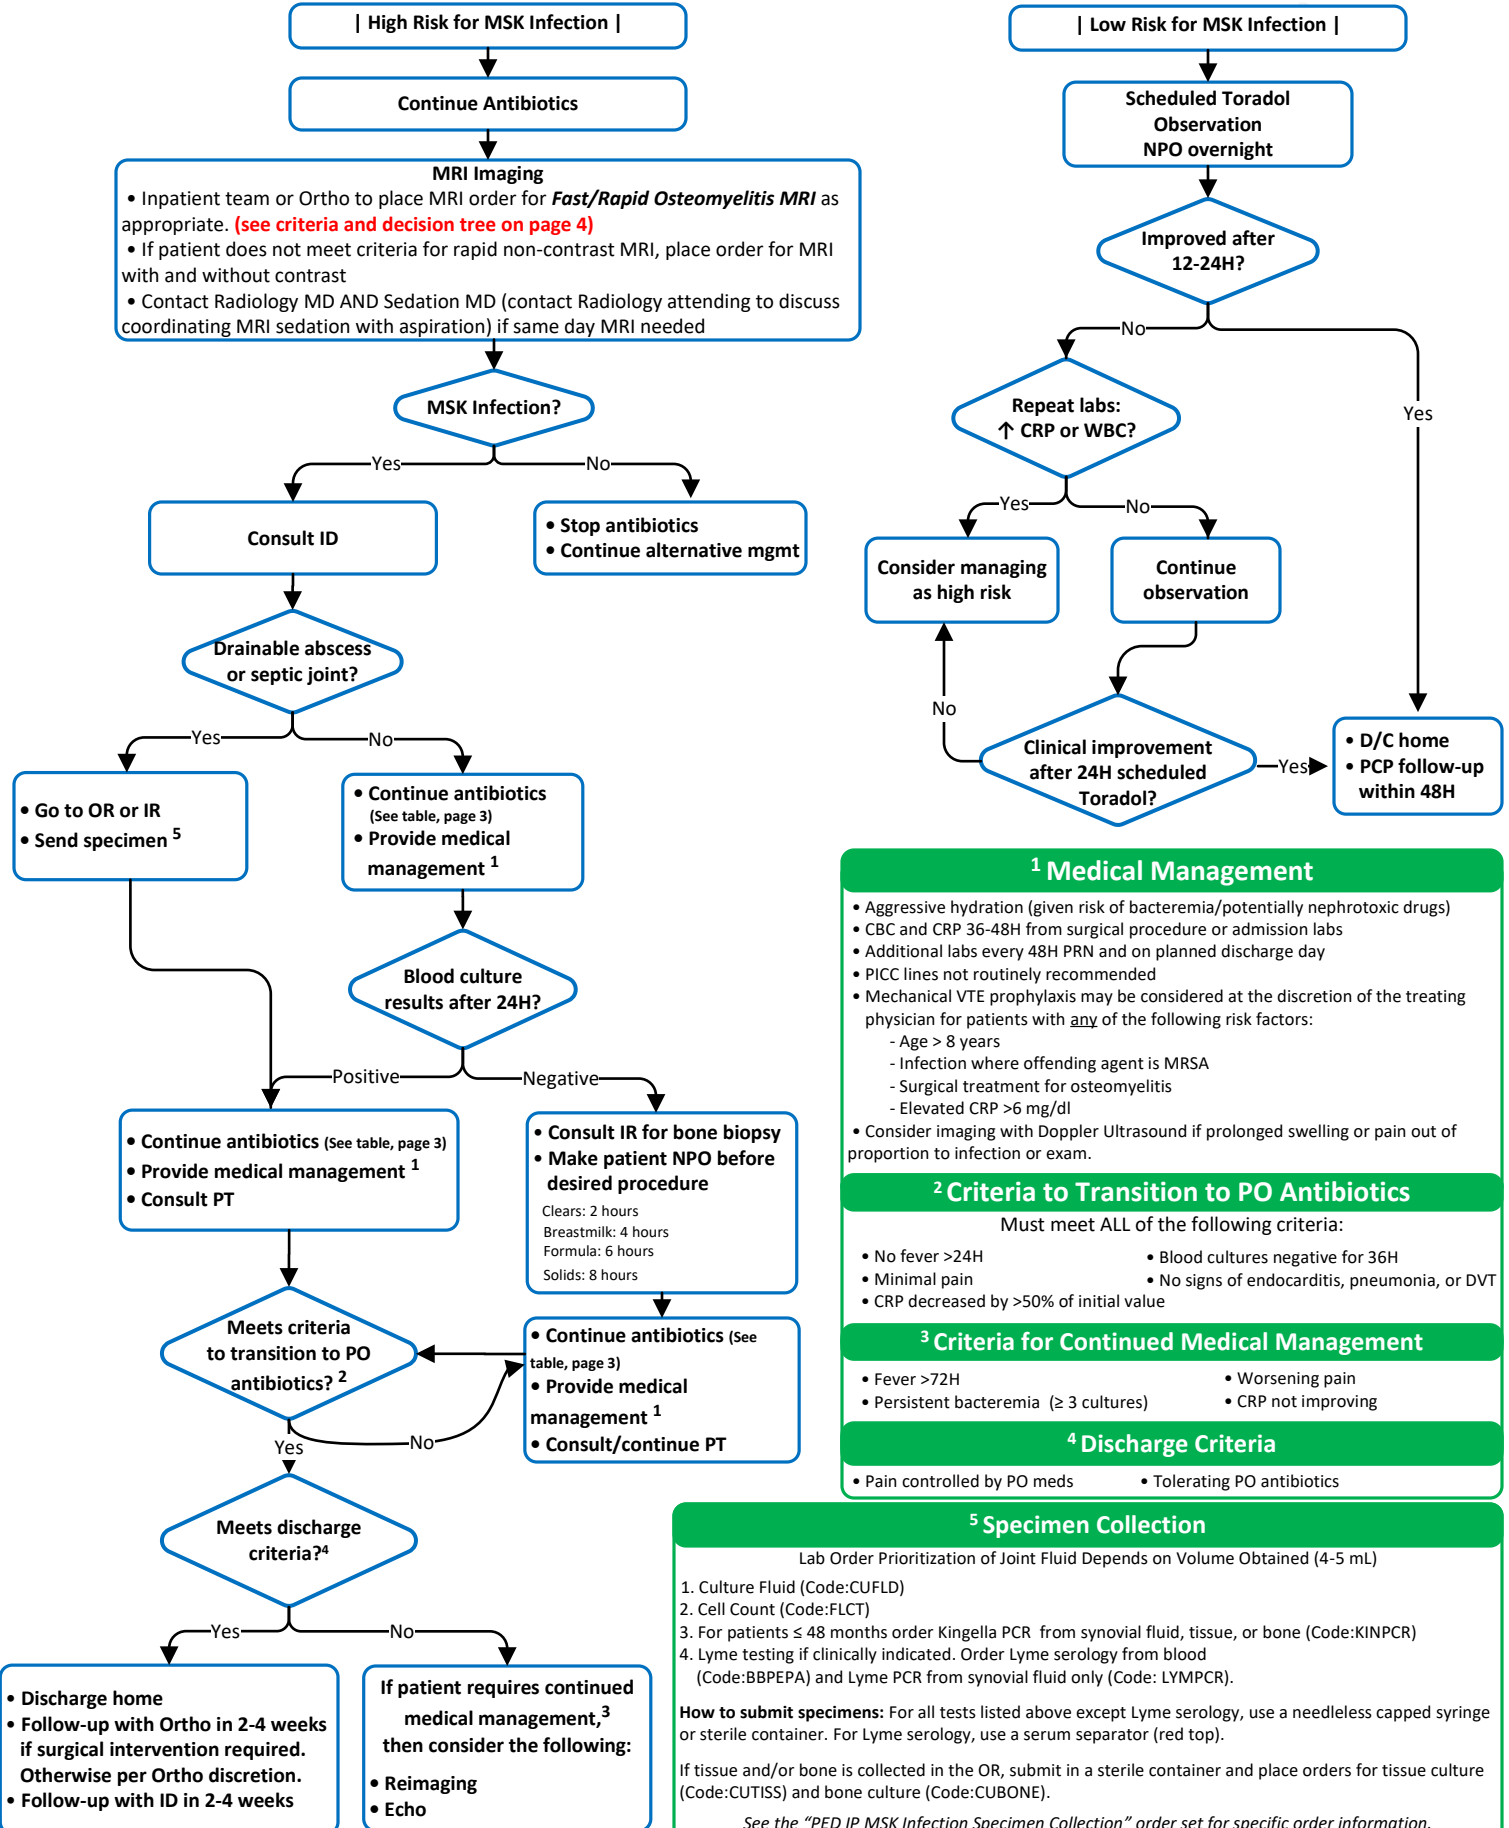 | High Risk for MSK Infection |
Continue Antibiotics
MRI Imaging
• Inpatient team or Ortho to place MRI order for Fast/Rapid Osteomyelitis MRI as
appropriate. (see criteria and decision tree on page 4)
• If patient does not meet criteria for rapid non-contrast MRI, place order for MRI
with and without contrast
• Contact Radiology MD AND Sedation MD (contact Radiology attending to discuss
coordinating MRI sedation with aspiration) if same day MRI needed
MSK Infection?
Yes
No
Consult ID
• Stop antibiotics
• Continue alternative mgmt
Drainable abscess
or septic joint?
Yes
No
• Go to OR or IR
• Send specimen 5
• Continue antibiotics
(See table, page 3)
• Provide medical
management 1
Blood culture
results after 24H?
Positive
Negative
• Continue antibiotics (See table, page 3)
• Provide medical management 1
• Consult PT
• Consult IR for bone biopsy
• Make patient NPO before
desired procedure
Clears: 2 hours
Breastmilk: 4 hours
Formula: 6 hours
Solids: 8 hours
Meets criteria
to transition to PO
antibiotics? 2
• Continue antibiotics (See
table, page 3)
• Provide medical
management 1
• Consult/continue PT
No
Yes
Meets discharge
criteria?4
Yes
No
• Discharge home
• Follow-up with Ortho in 2-4 weeks
if surgical intervention required.
Otherwise per Ortho discretion.
• Follow-up with ID in 2-4 weeks
If patient requires continued
medical management,3
then consider the following:
• Reimaging
• Echo
| Low Risk for MSK Infection |
Scheduled Toradol
Observation
NPO overnight
Improved after
12-24H?
No
Yes
Repeat labs:
↑ CRP or WBC?
Yes
No
Consider managing
as high risk
Continue
observation
No
Clinical improvement
after 24H scheduled
Toradol?
Yes
• D/C home
• PCP follow-up
within 48H
1 Medical Management
• Aggressive hydration (given risk of bacteremia/potentially nephrotoxic drugs)
• CBC and CRP 36-48H from surgical procedure or admission labs
• Additional labs every 48H PRN and on planned discharge day
• PICC lines not routinely recommended
• Mechanical VTE prophylaxis may be considered at the discretion of the treating
physician for patients with any of the following risk factors:
- Age > 8 years
- Infection where offending agent is MRSA
- Surgical treatment for osteomyelitis
- Elevated CRP >6 mg/dl
• Consider imaging with Doppler Ultrasound if prolonged swelling or pain out of
proportion to infection or exam.
2 Criteria to Transition to PO Antibiotics
Must meet ALL of the following criteria:
• No fever >24H
• Minimal pain
• CRP decreased by >50% of initial value
• Blood cultures negative for 36H
• No signs of endocarditis, pneumonia, or DVT
3 Criteria for Continued Medical Management
• Fever >72H
• Persistent bacteremia (≥ 3 cultures)
• Worsening pain
• CRP not improving
4 Discharge Criteria
• Pain controlled by PO meds
• Tolerating PO antibiotics
5 Specimen Collection
Lab Order Prioritization of Joint Fluid Depends on Volume Obtained (4-5 mL)
1. Culture Fluid (Code:CUFLD)
2. Cell Count (Code:FLCT)
3. For patients ≤ 48 months order Kingella PCR from synovial fluid, tissue, or bone (Code:KINPCR)
4. Lyme testing if clinically indicated. Order Lyme serology from blood
(Code:BBPEPA) and Lyme PCR from synovial fluid only (Code: LYMPCR).
How to submit specimens: For all tests listed above except Lyme serology, use a needleless capped syringe
or sterile container. For Lyme serology, use a serum separator (red top).
If tissue and/or bone is collected in the OR, submit in a sterile container and place orders for tissue culture
(Code:CUTISS) and bone culture (Code:CUBONE).
See the “PED IP MSK Infection Specimen Collection” order set for specific order information.